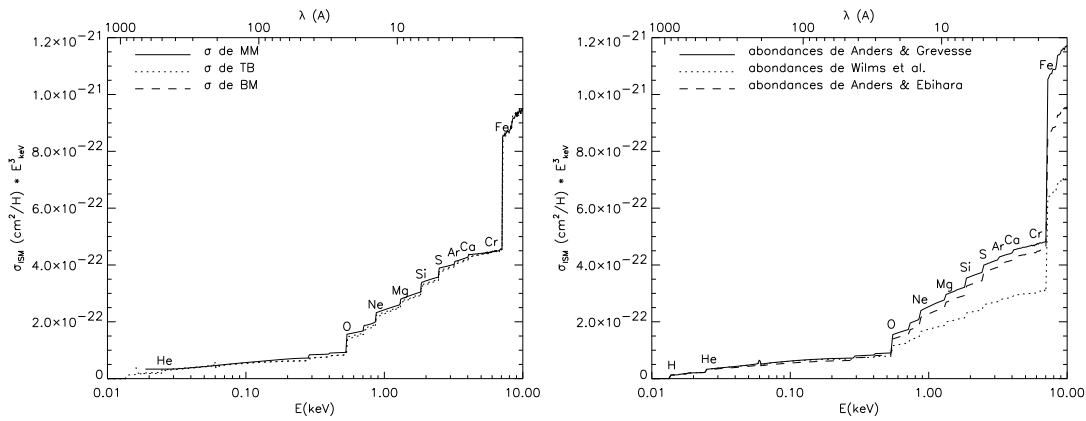 λ (A)
1000 100 10
1.2×10⁻²¹
1.0×10⁻²¹
8.0×10⁻²²
6.0×10⁻²²
4.0×10⁻²²
2.0×10⁻²²
0
σISM (cm²/H) * E³keV
σ de MM
σ de TB
σ de BM
He
O
Ne
Mg
Si
S
Ar
Ca
Cr
Fe
0.01 0.10 1.00 10.00
E(keV)
λ (A)
1000 100 10
1.2×10⁻²¹
1.0×10⁻²¹
8.0×10⁻²²
6.0×10⁻²²
4.0×10⁻²²
2.0×10⁻²²
0
σISM (cm²/H) * E³keV
abondances de Anders & Grevesse
abondances de Wilms et al.
abondances de Anders & Ebihara
H
He
O
Ne
Mg
Si
S
Ar
Ca
Cr
Fe
0.01 0.10 1.00 10.00
E(keV)